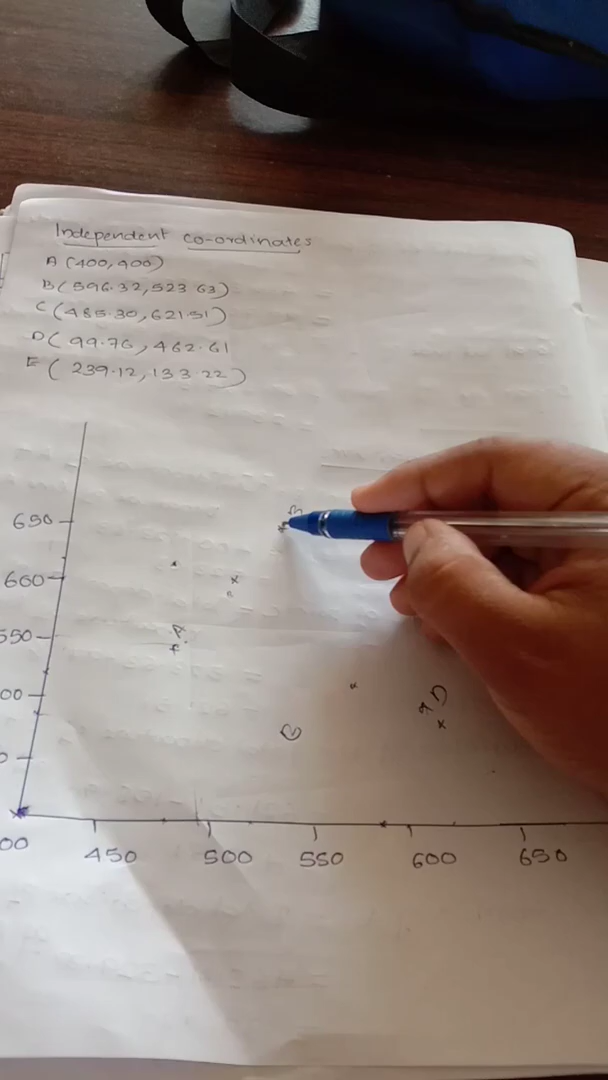 Independent co-ordinates
A (400,400)
B (596.32,523.63)
C (485.30,621.51)
D( 99.76,462.61
E ( 239.12,133.22)
650
B
600
A
550
D
00
C
0
00
450
500
550
600
650